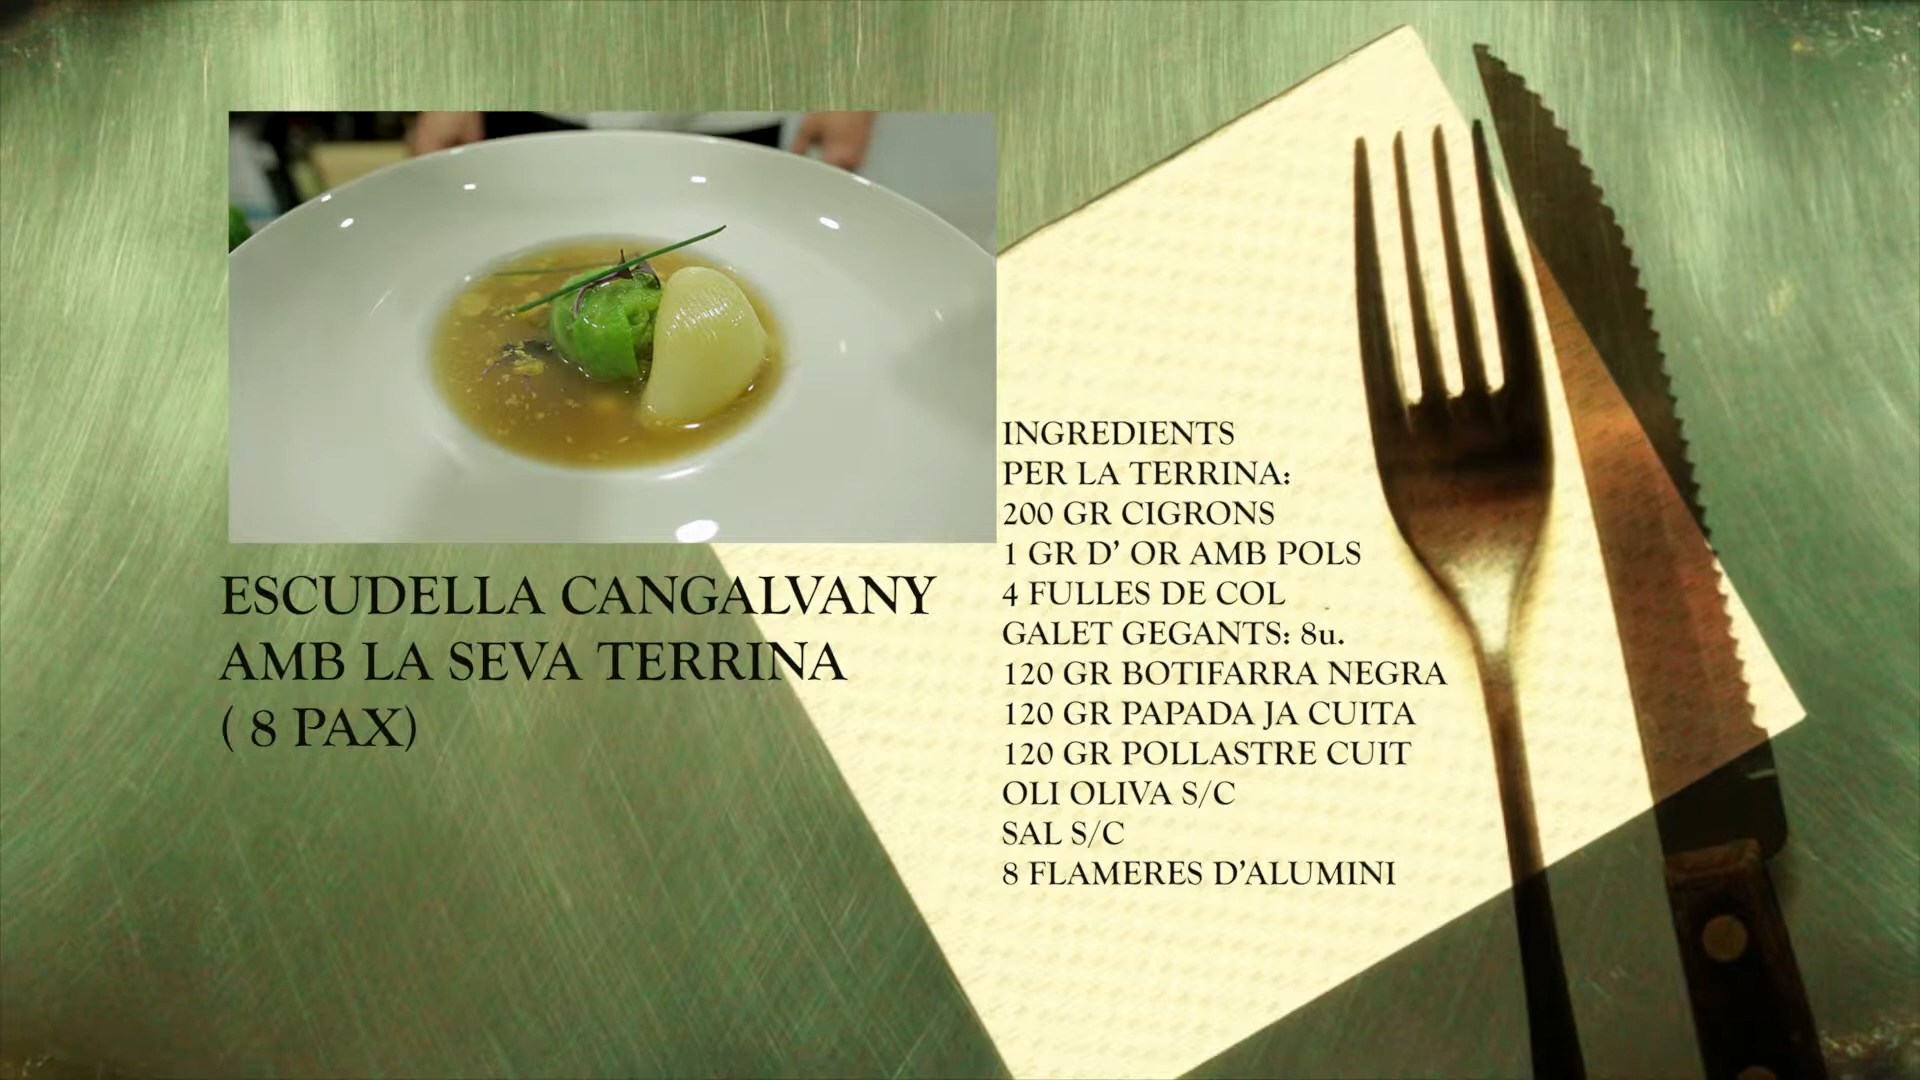 ESCUDELLA CANGALVANY
AMB LA SEVA TERRINA
( 8 PAX)
INGREDIENTS
PER LA TERRINA:
200 GR CIGRONS
1 GR D' OR AMB POLS
4 FULLES DE COL
GALET GEGANTS: 8u.
120 GR BOTIFARRA NEGRA
120 GR PAPADA JA CUITA
120 GR POLLASTRE CUIT
OLI OLIVA S/C
SAL S/C
8 FLAMERES D'ALUMINI